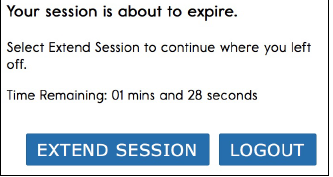 Your session is about to expire.
Select Extend Session to continue where you left
off.
Time Remaining: 01 mins and 28 seconds
EXTEND SESSION LOGOUT